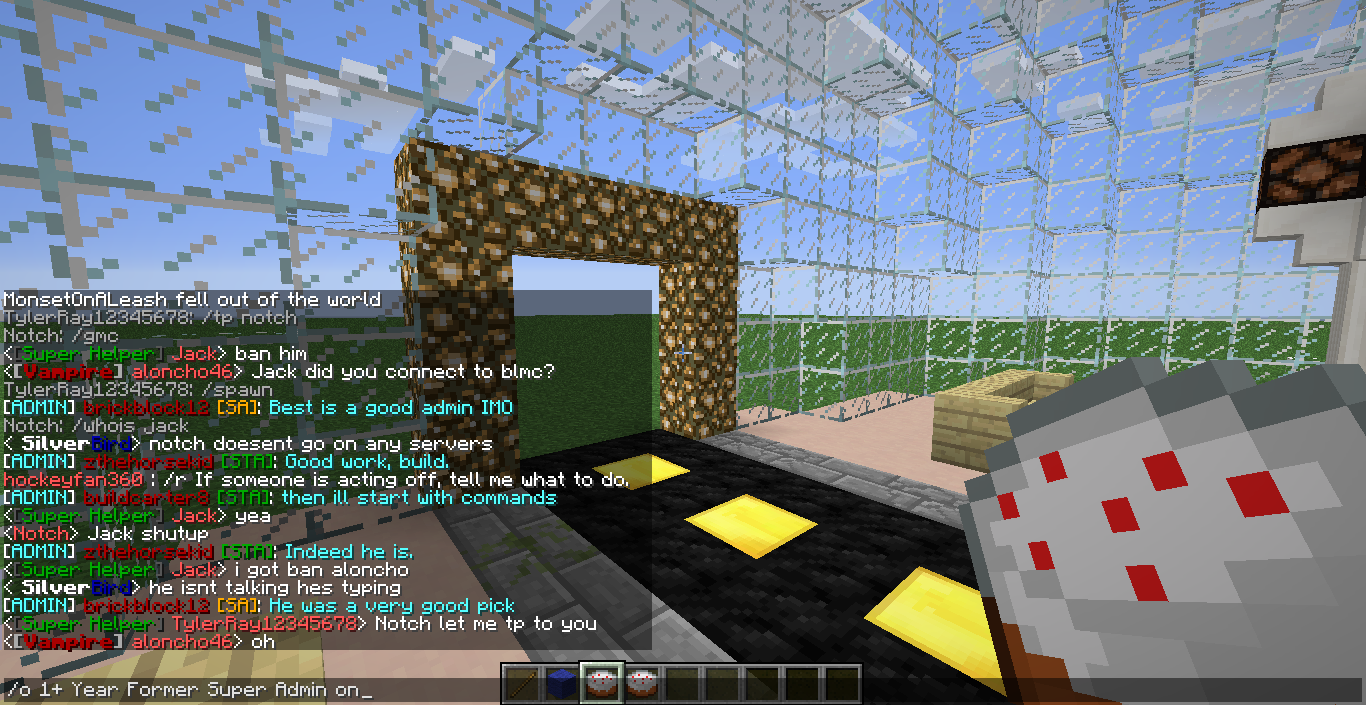 MonsetOnALeash fell out of the world
TylerRay12345678: /tp notch
Notch: /gmc
<[Super Helper] Jack> ban him
<[Vampire] aloncho46> Jack did you connect to blmc?
TylerRay12345678: /spawn
[ADMIN] brickblock12 [SA]: Best is a good admin IMO
Notch: /whois jack
< SilverBird> notch doesent go on any servers
[ADMIN] zthehorsekid [STA]: Good work, build.
hockeyfan360 : /r If someone is acting off, tell me what to do.
[ADMIN] buildcarter8 [STA]: then ill start with commands
<[Super Helper] Jack> yea
<Notch> Jack shutup
[ADMIN] zthehorsekid [STA]: Indeed he is.
<[Super Helper] Jack> i got ban aloncho
< SilverBird> he isnt talking hes typing
[ADMIN] brickblock12 [SA]: He was a very good pick
<[Super Helper] TylerRay12345678> Notch let me tp to you
<[Vampire] aloncho46> oh
/o 1+ Year Former Super Admin on_